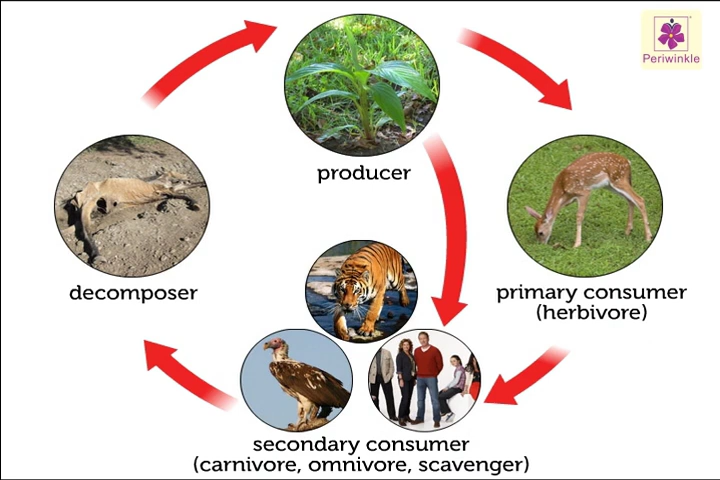 Periwinkle
producer
decomposer
primary consumer
(herbivore)
secondary consumer
(carnivore, omnivore, scavenger)